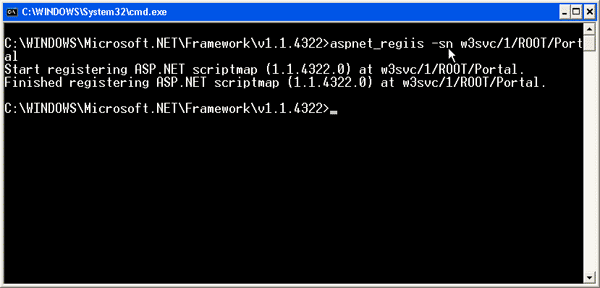 C:\WINDOWS\System32\cmd.exe
C:\WINDOWS\Microsoft.NET\Framework\v1.1.4322>aspnet_regiis -sn w3svc/1/ROOT/Port
al
Start registering ASP.NET scriptmap (1.1.4322.0) at w3svc/1/ROOT/Portal.
Finished registering ASP.NET scriptmap (1.1.4322.0) at w3svc/1/ROOT/Portal.
C:\WINDOWS\Microsoft.NET\Framework\v1.1.4322>_